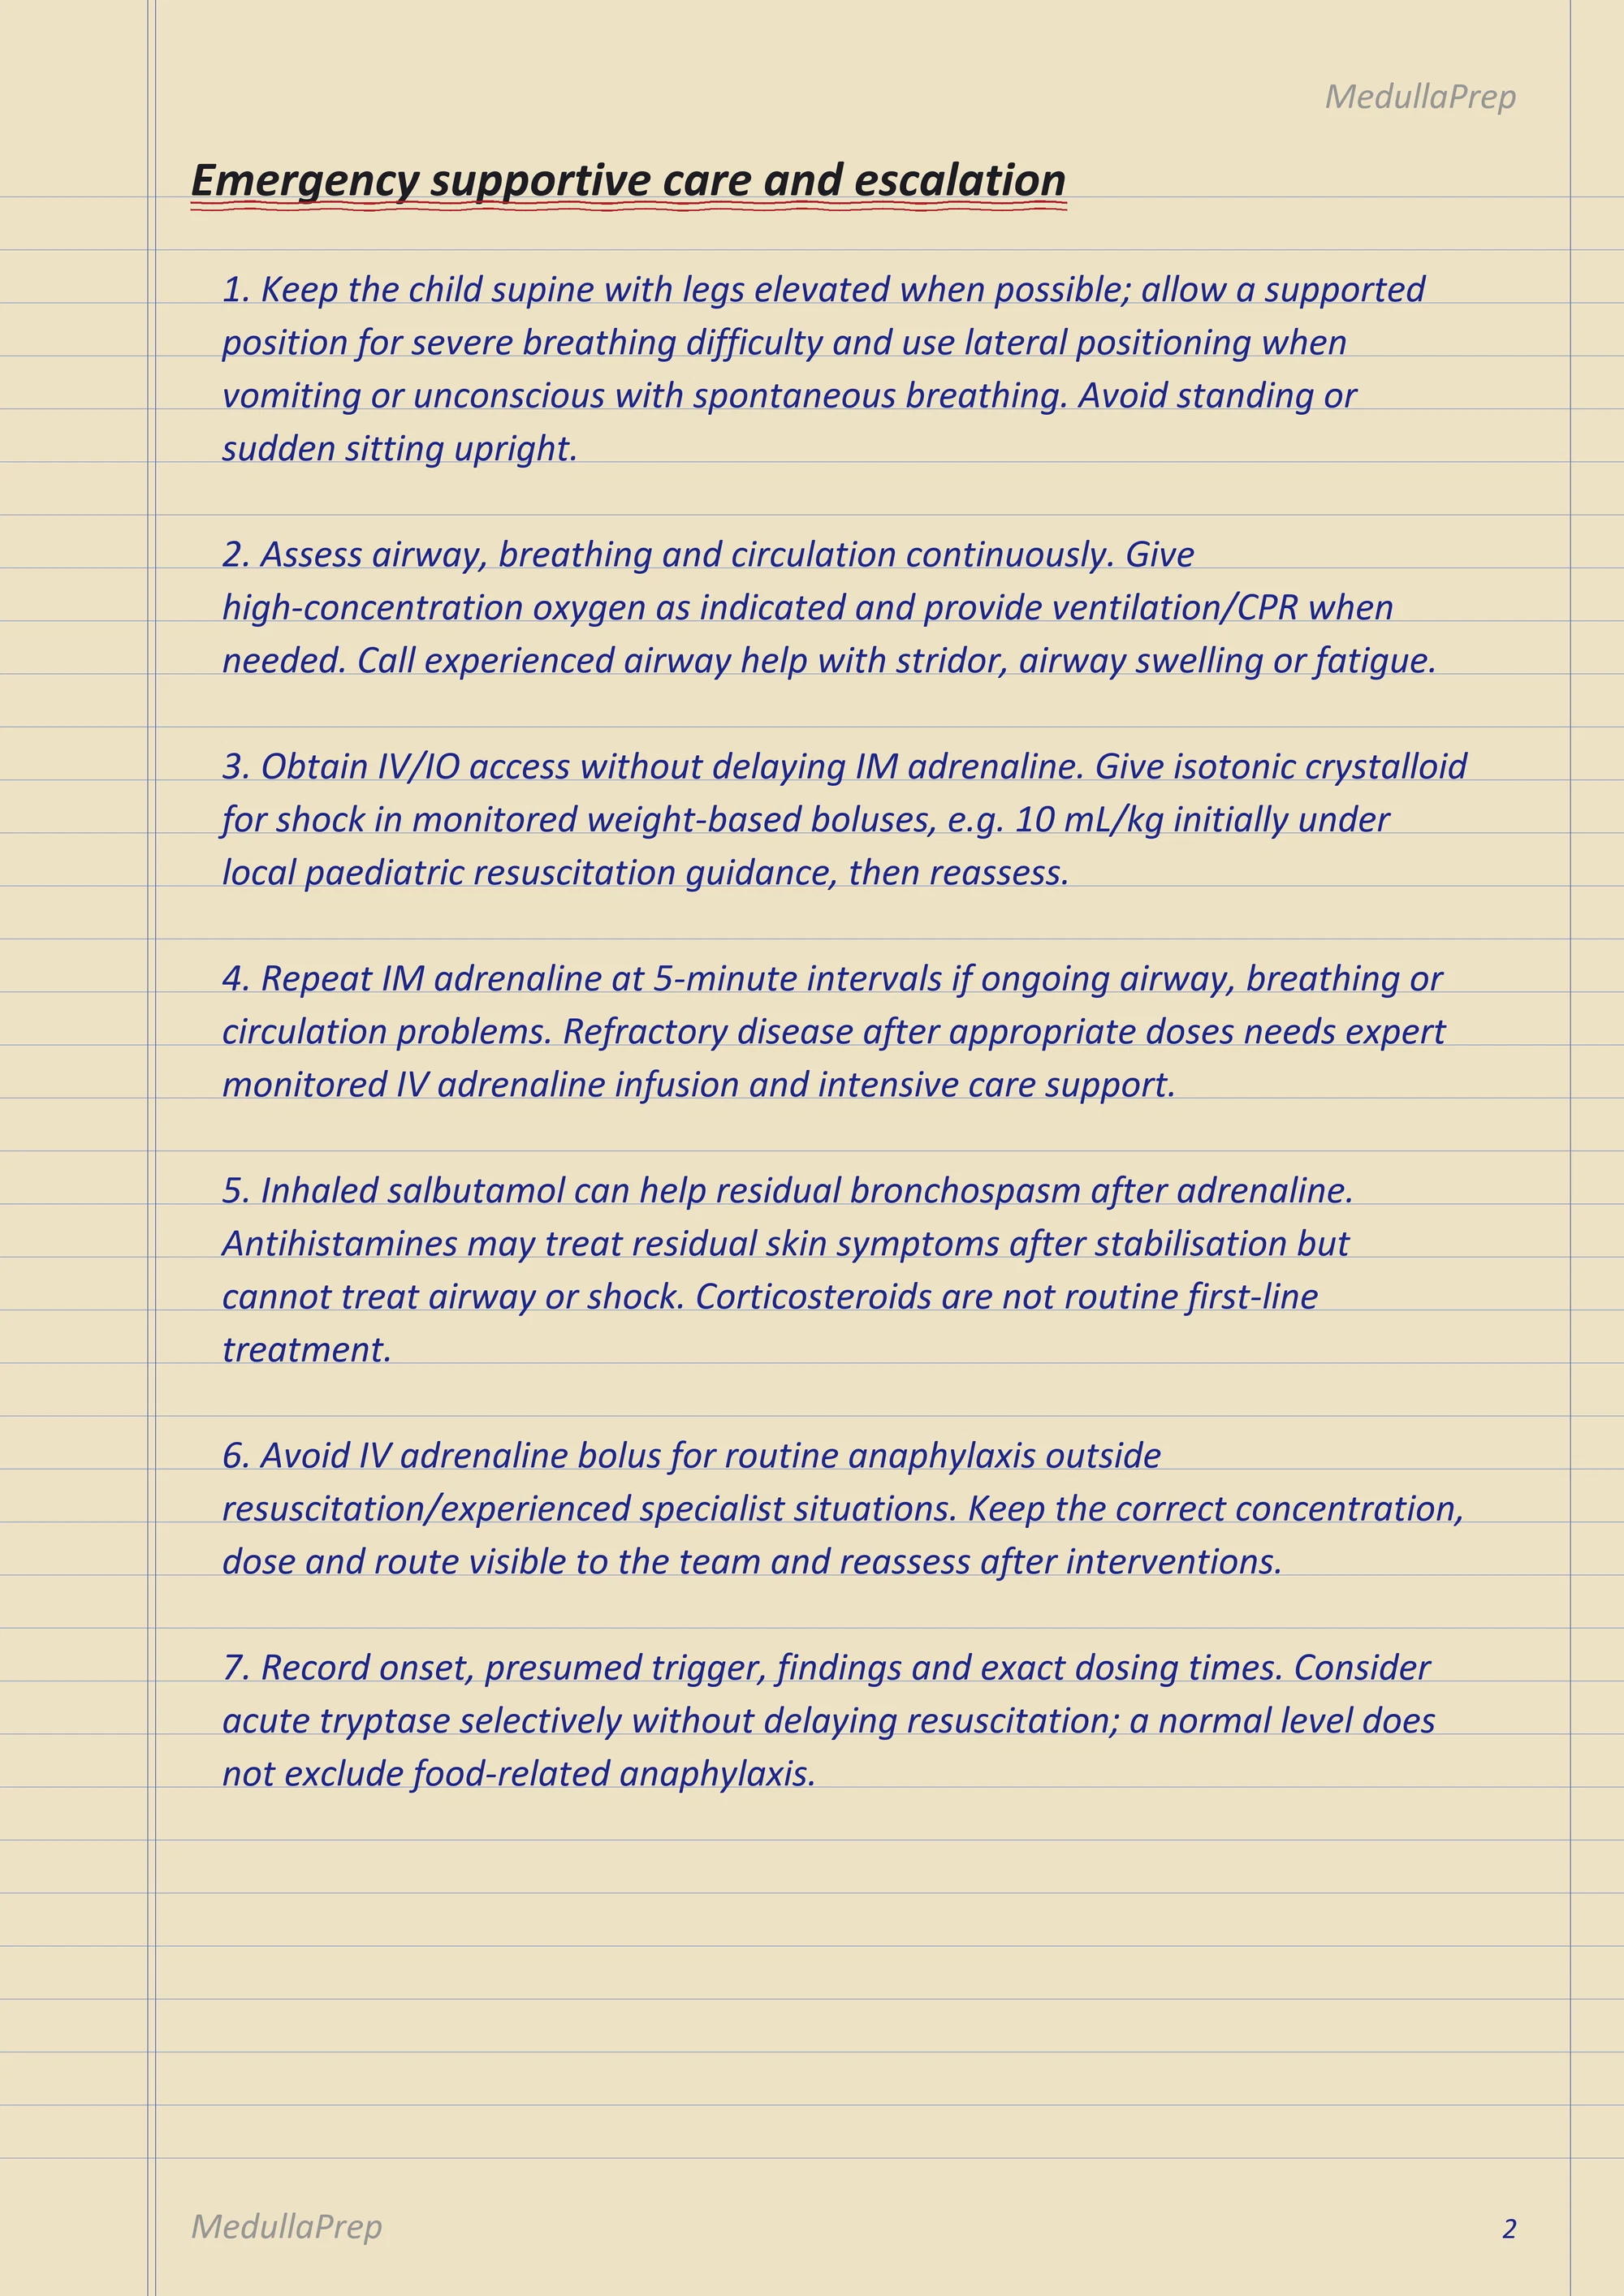 MedullaPrep
Emergency supportive care and escalation
1. Keep the child supine with legs elevated when possible; allow a supported
position for severe breathing difficulty and use lateral positioning when
vomiting or unconscious with spontaneous breathing. Avoid standing or
sudden sitting upright.
2. Assess airway, breathing and circulation continuously. Give
high-concentration oxygen as indicated and provide ventilation/CPR when
needed. Call experienced airway help with stridor, airway swelling or fatigue.
3. Obtain IV/IO access without delaying IM adrenaline. Give isotonic crystalloid
for shock in monitored weight-based boluses, e.g. 10 mL/kg initially under
local paediatric resuscitation guidance, then reassess.
4. Repeat IM adrenaline at 5-minute intervals if ongoing airway, breathing or
circulation problems. Refractory disease after appropriate doses needs expert
monitored IV adrenaline infusion and intensive care support.
5. Inhaled salbutamol can help residual bronchospasm after adrenaline.
Antihistamines may treat residual skin symptoms after stabilisation but
cannot treat airway or shock. Corticosteroids are not routine first-line
treatment.
6. Avoid IV adrenaline bolus for routine anaphylaxis outside
resuscitation/experienced specialist situations. Keep the correct concentration,
dose and route visible to the team and reassess after interventions.
7. Record onset, presumed trigger, findings and exact dosing times. Consider
acute tryptase selectively without delaying resuscitation; a normal level does
not exclude food-related anaphylaxis.
MedullaPrep
2